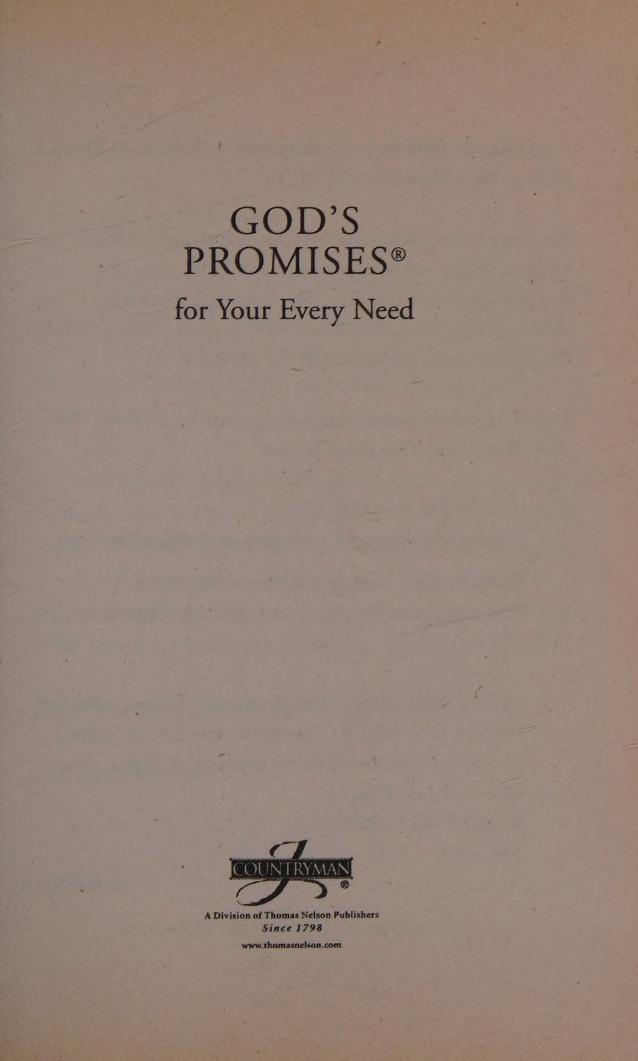 GOD'S
PROMISES®
for Your Every Need
J COUNTRYMAN®
A Division of Thomas Nelson Publishers
Since 1798
www.thomasnelson.com